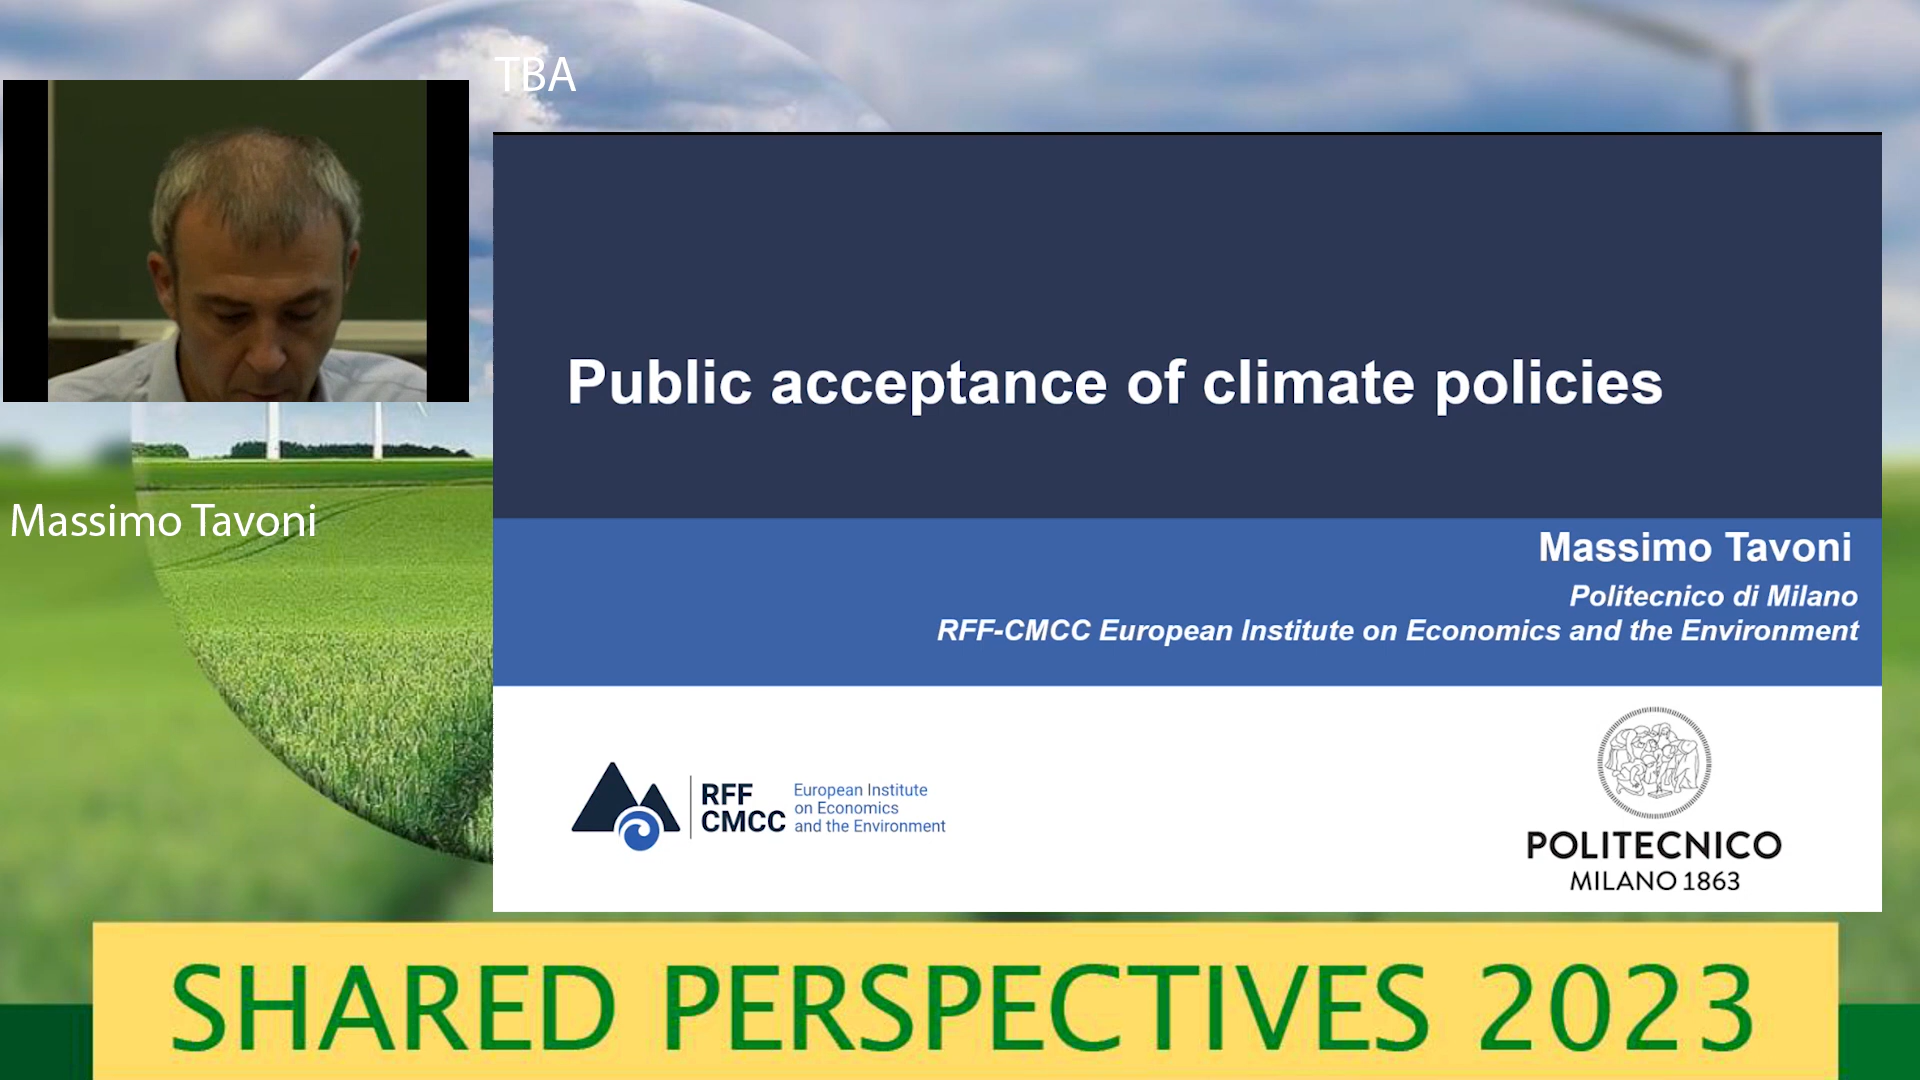 TBA
Massimo Tavoni
Public acceptance of climate policies
Massimo Tavoni
Politecnico di Milano
RFF-CMCC European Institute on Economics and the Environment
RFF
CMCC
European Institute
on Economics
and the Environment
POLITECNICO
MILANO 1863
SHARED PERSPECTIVES 2023